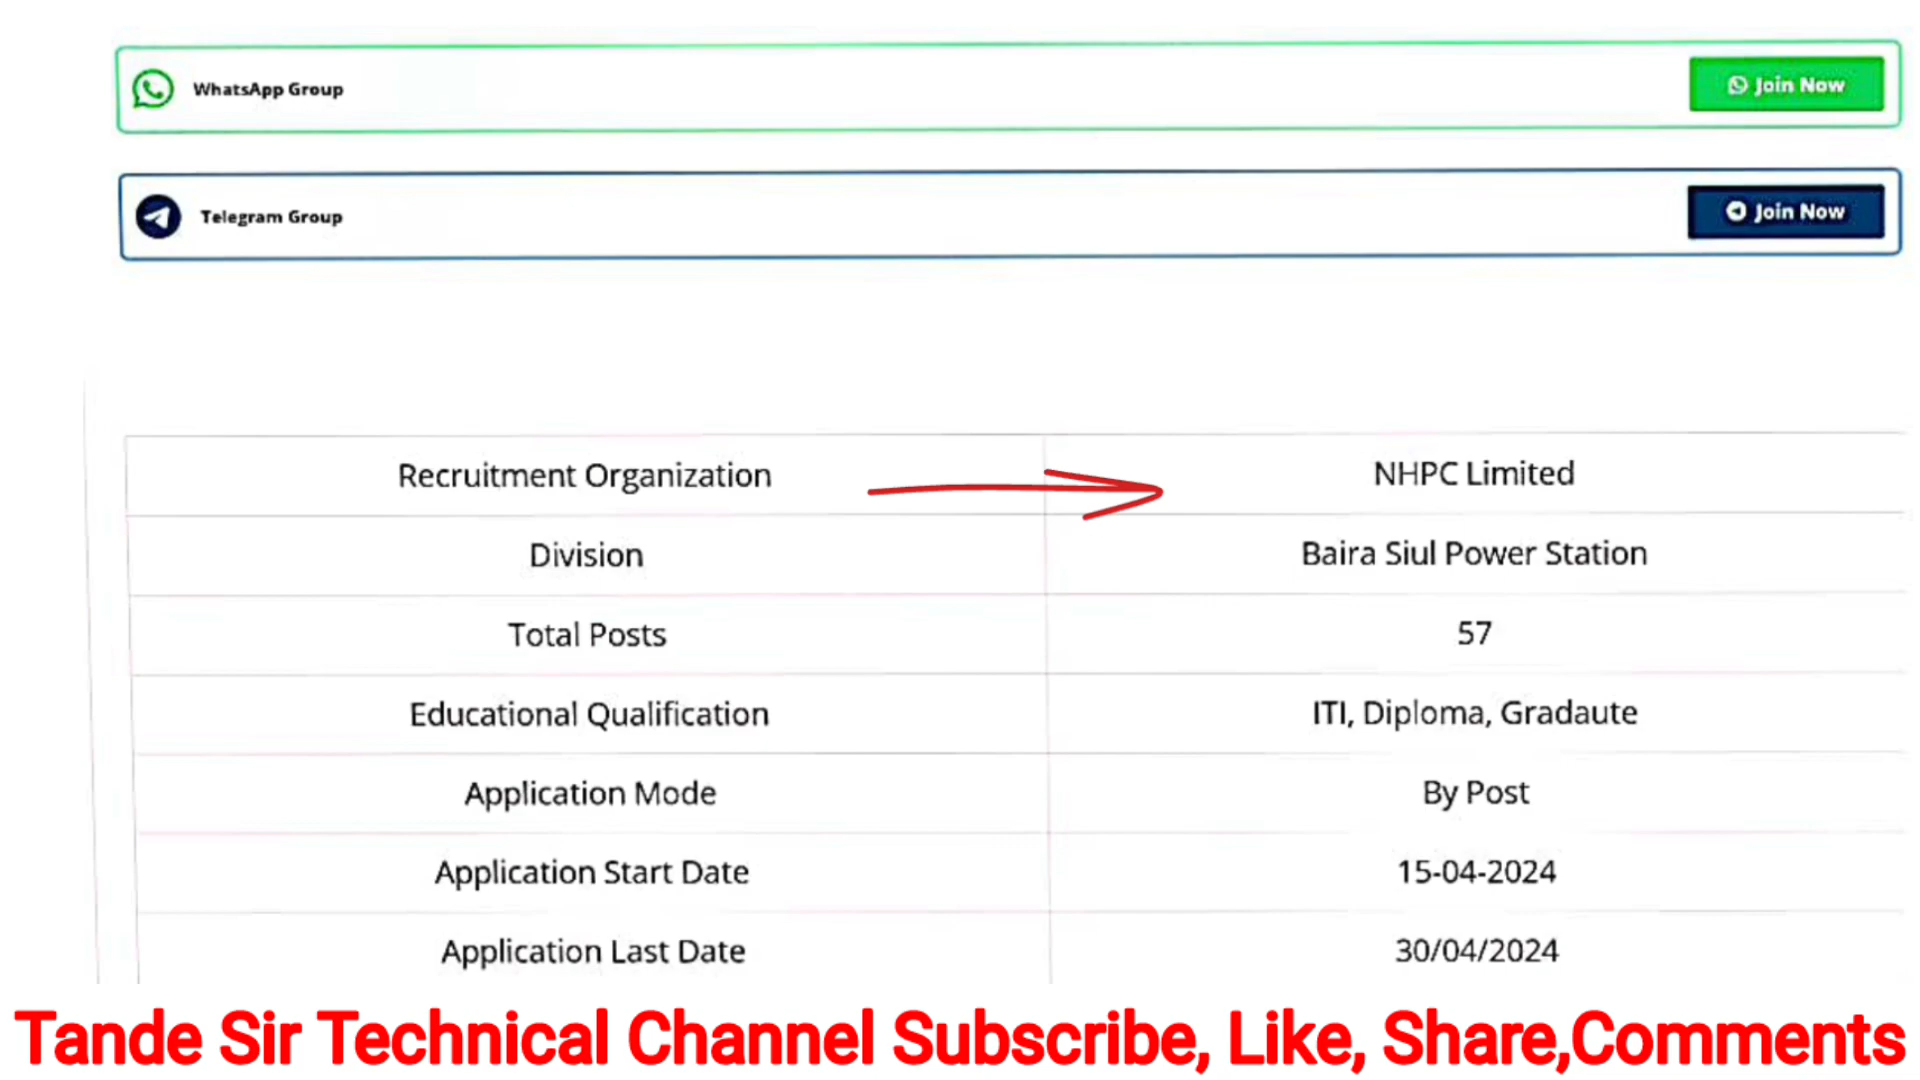 WhatsApp Group Join Now
Telegram Group Join Now
Recruitment Organization NHPC Limited
Division Baira Siul Power Station
Total Posts 57
Educational Qualification ITI, Diploma, Gradaute
Application Mode By Post
Application Start Date 15-04-2024
Application Last Date 30/04/2024
Tande Sir Technical Channel Subscribe, Like, Share,Comments